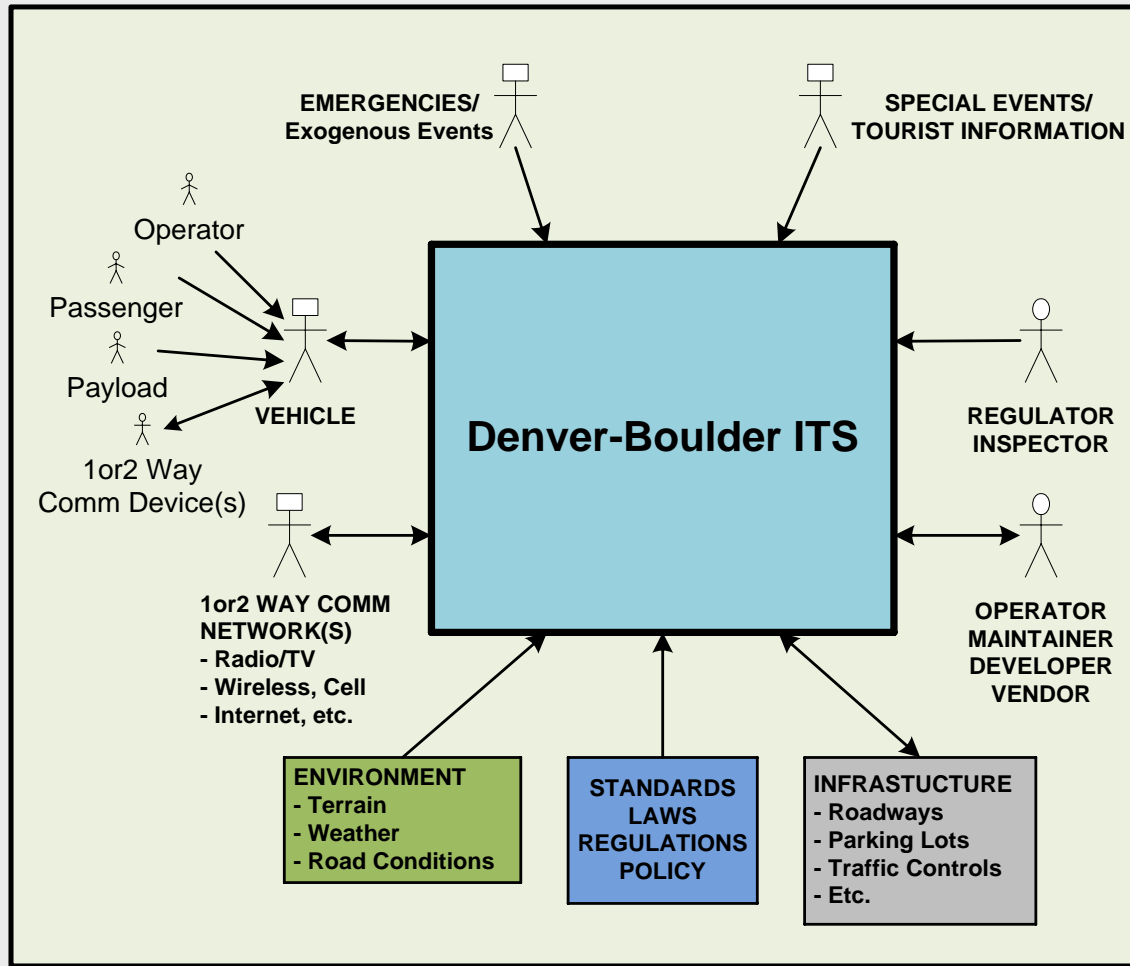 EMERGENCIES/
Exogenous Events
SPECIAL EVENTS/
TOURIST INFORMATION
Operator
Passenger
Payload
1or2 Way
Comm Device(s)
VEHICLE
Denver-Boulder ITS
REGULATOR
INSPECTOR
1or2 WAY COMM
NETWORK(S)
- Radio/TV
- Wireless, Cell
- Internet, etc.
OPERATOR
MAINTAINER
DEVELOPER
VENDOR
ENVIRONMENT
- Terrain
- Weather
- Road Conditions
STANDARDS
LAWS
REGULATIONS
POLICY
INFRASTUCTURE
- Roadways
- Parking Lots
- Traffic Controls
- Etc.